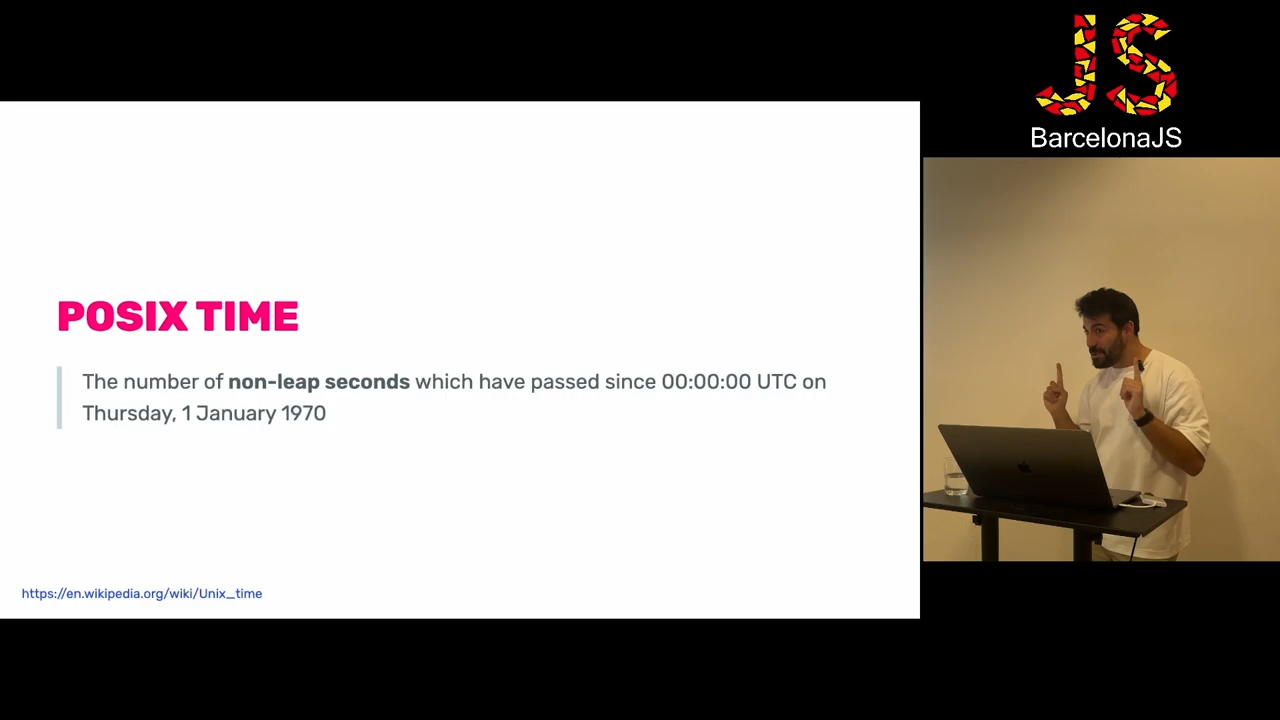 JS
BarcelonaJS
POSIX TIME
The number of non-leap seconds which have passed since 00:00:00 UTC on
Thursday, 1 January 1970
https://en.wikipedia.org/wiki/Unix_time